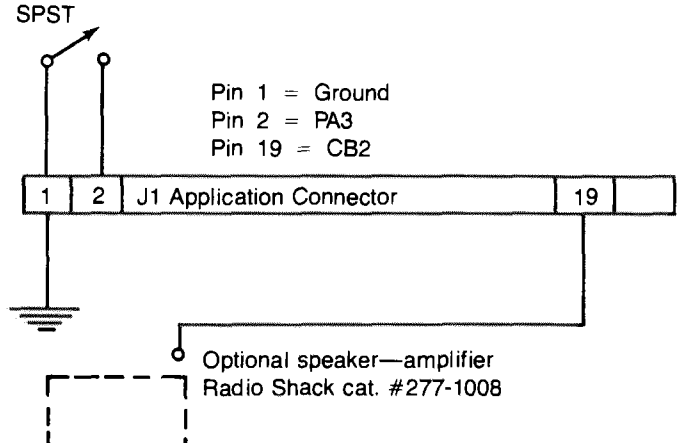 SPST
Pin 1 = Ground
Pin 2 = PA3
Pin 19 = CB2
1 2 J1 Application Connector 19
Optional speaker—amplifier
Radio Shack cat. #277-1008